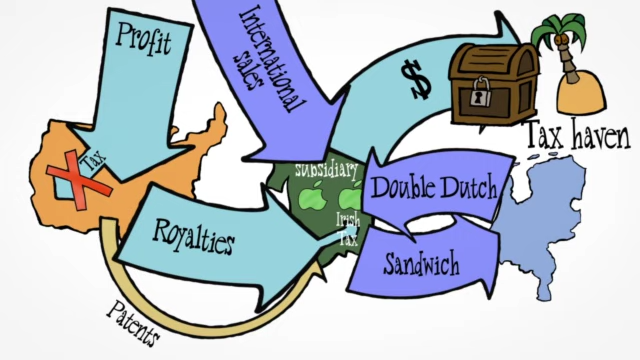 Profit
International
sales
$
Tax haven
Tax
subsidiary
Double Dutch
Irish
Tax
Royalties
Sandwich
Patents